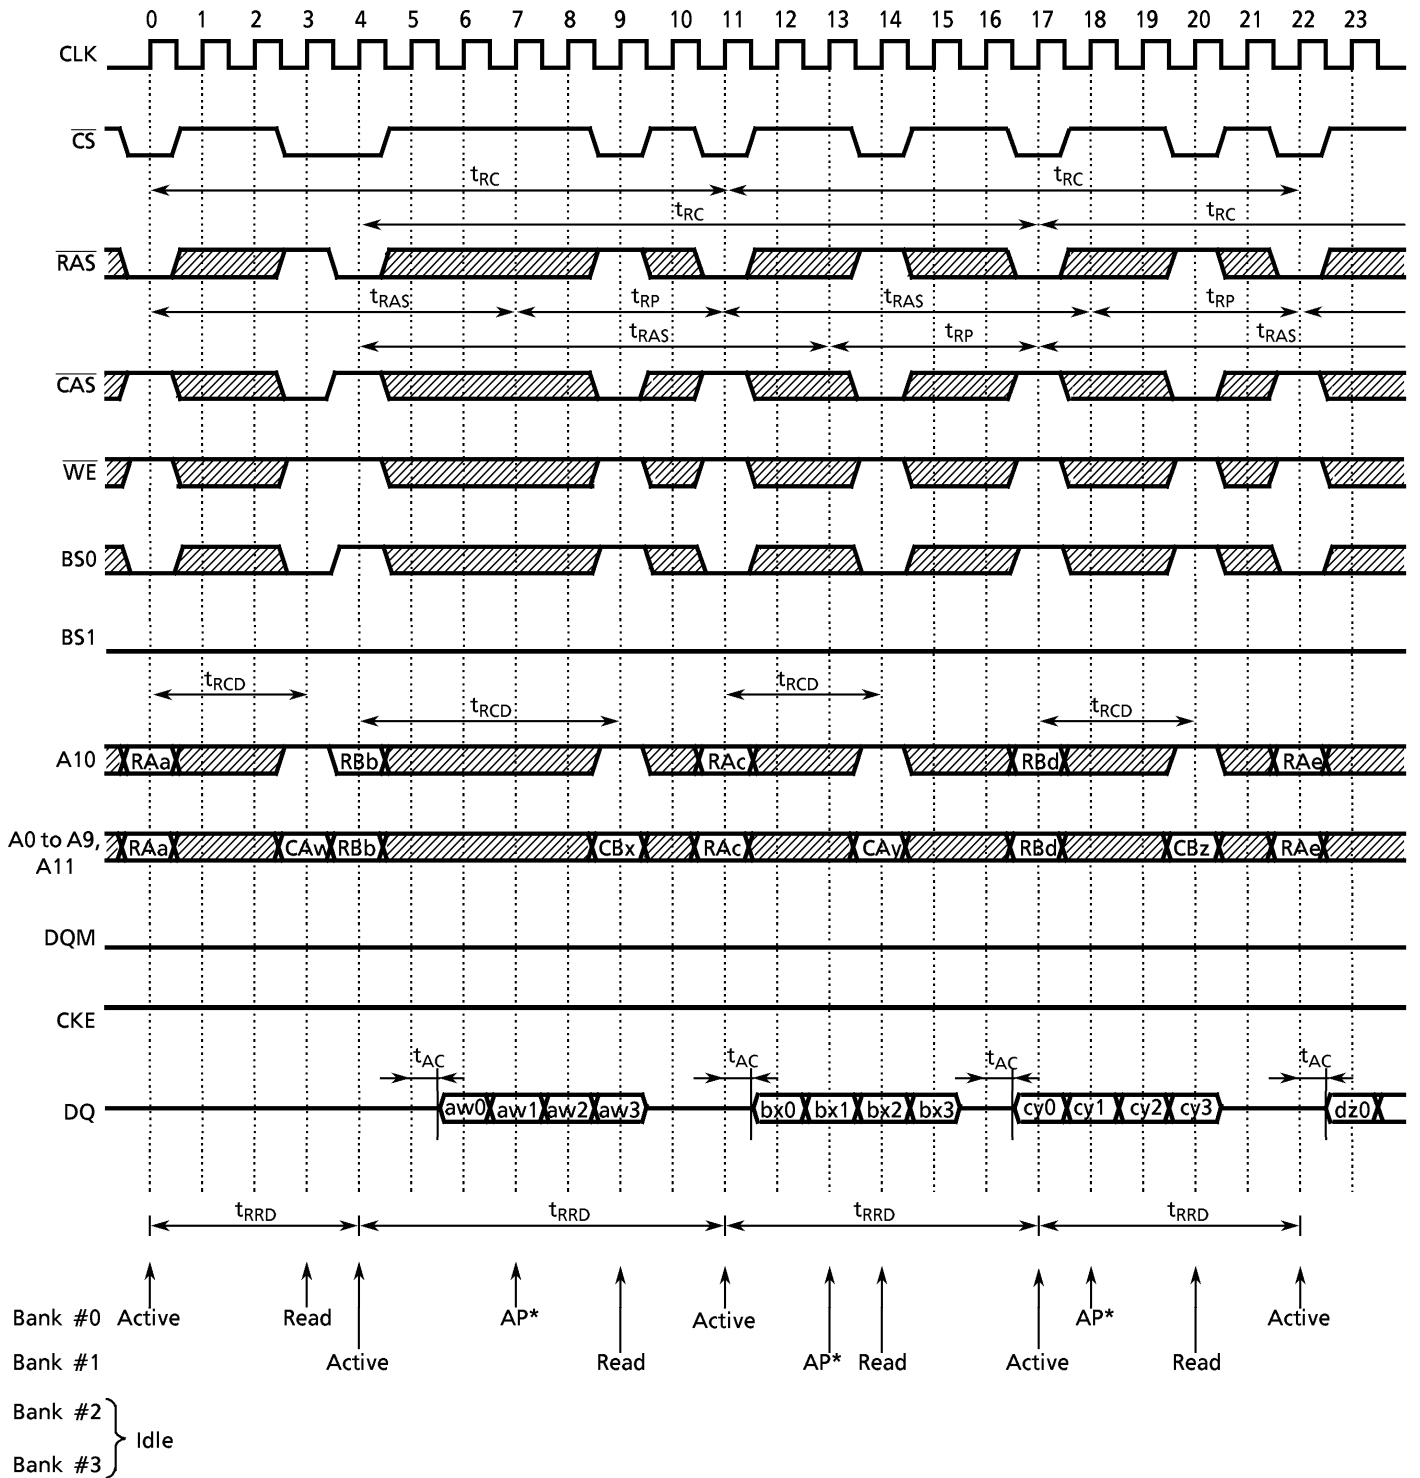 0 1 2 3 4 5 6 7 8 9 10 11 12 13 14 15 16 17 18 19 20 21 22 23
CLK
CS
tRC tRC
tRC tRC
RAS
tRAS tRP tRAS tRP
tRAS tRP tRAS
CAS
WE
BS0
BS1
tRCD tRCD
tRCD tRCD
A10 RAa RBb RAc RBd RAe
A0 to A9, A11 RAa CAw RBb CBx RAc CAy RBd CBz RAe
DQM
CKE
tAC tAC tAC tAC
DQ aw0 aw1 aw2 aw3 bx0 bx1 bx2 bx3 cy0 cy1 cy2 cy3 dz0
tRRD tRRD tRRD tRRD
Bank #0 Active Read AP* Active AP* Active
Bank #1 Active Read AP* Read Active Read
Bank #2
Idle
Bank #3